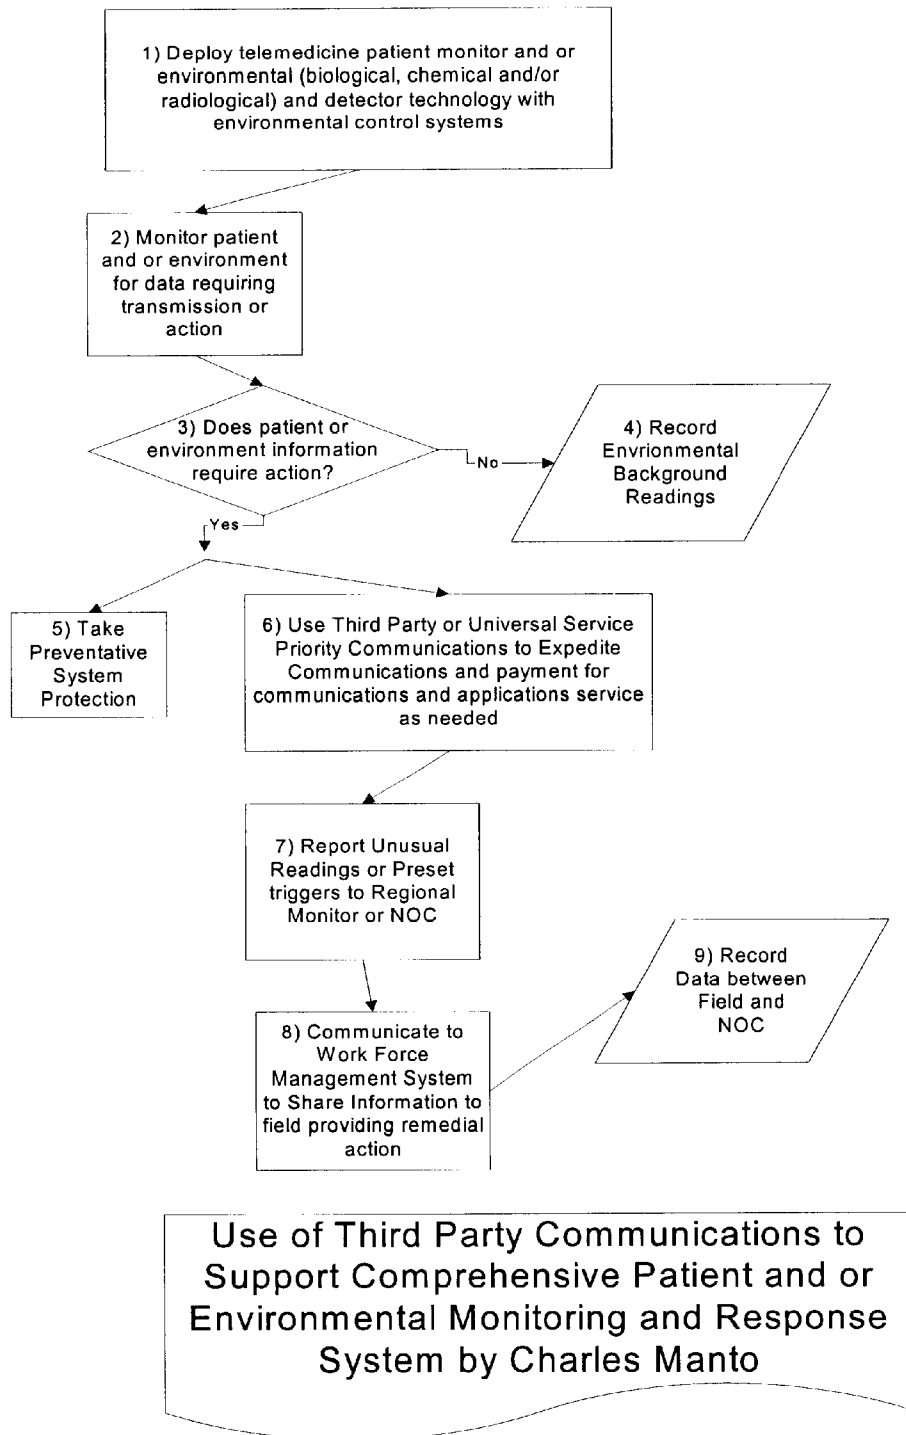 1) Deploy telemedicine patient monitor and or
environmental (biological, chemical and/or
radiological) and detector technology with
environmental control systems
2) Monitor patient
and or environment
for data requiring
transmission or
action
3) Does patient or
environment information
require action?
No
4) Record
Envrionmental
Background
Readings
Yes
5) Take
Preventative
System
Protection
6) Use Third Party or Universal Service
Priority Communications to Expedite
Communications and payment for
communications and applications service
as needed
7) Report Unusual
Readings or Preset
triggers to Regional
Monitor or NOC
8) Communicate to
Work Force
Management System
to Share Information to
field providing remedial
action
9) Record
Data between
Field and
NOC
Use of Third Party Communications to
Support Comprehensive Patient and or
Environmental Monitoring and Response
System by Charles Manto